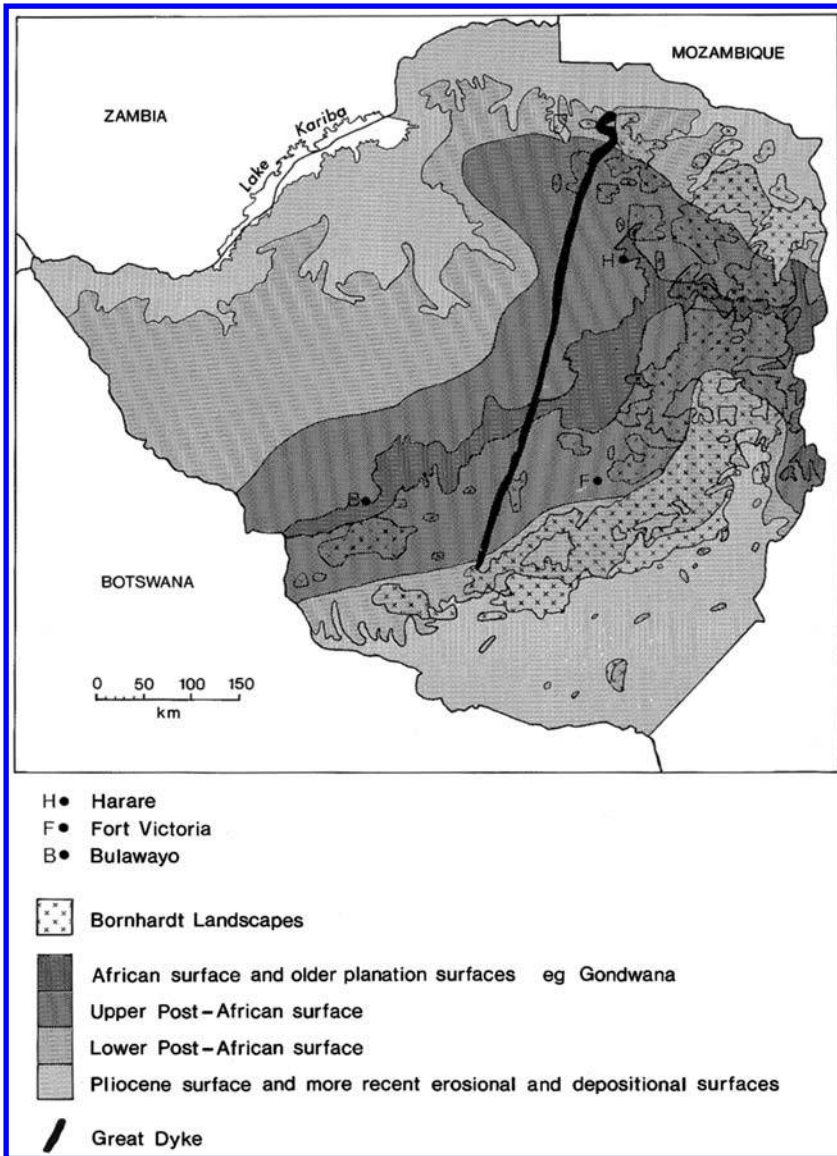 MOZAMBIQUE
ZAMBIA
Lake Kariba
H
B
F
BOTSWANA
0 50 100 150
km
H Harare
F Fort Victoria
B Bulawayo
Bornhardt Landscapes
African surface and older planation surfaces eg Gondwana
Upper Post-African surface
Lower Post-African surface
Pliocene surface and more recent erosional and depositional surfaces
Great Dyke